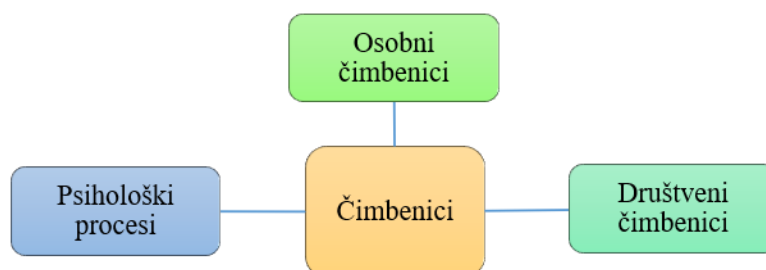 Osobni
čimbenici
Psihološki
procesi
Čimbenici
Društveni
čimbenici